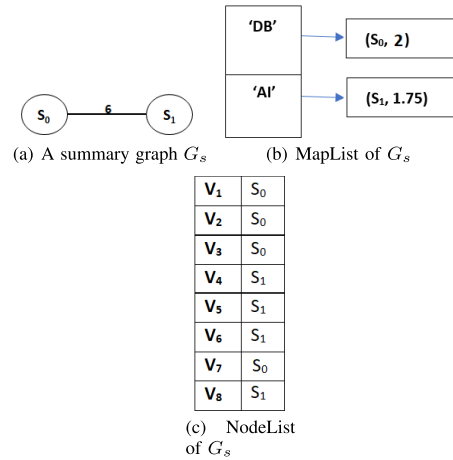 'DB'
(S₀, 2)
'AI'
(S₁, 1.75)
S₀ 6 S₁
(a) A summary graph Gₛ
(b) MapList of Gₛ
V₁ S₀
V₂ S₀
V₃ S₀
V₄ S₁
V₅ S₁
V₆ S₁
V₇ S₀
V₈ S₁
(c) NodeList
of Gₛ